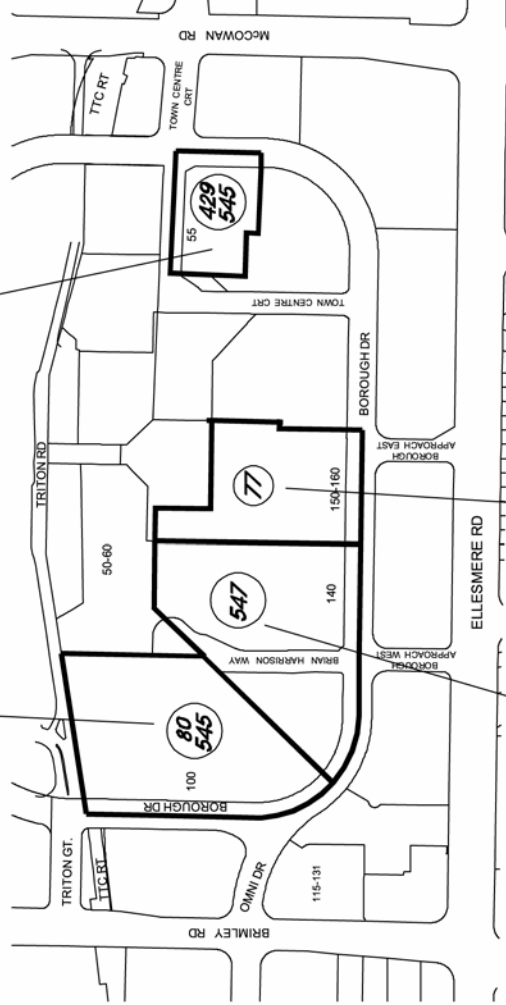 McCOWAN RD
TTC RT
TOWN CENTRE
CRT
429
545
55
TOWN CENTRE CRT
BOROUGH DR
TRITON RD
BOROUGH
APPROACH EAST
77
150-160
50-60
ELLESMERE RD
547
140
BOROUGH
APPROACH WEST
BRIAN HARRISON WAY
80
545
100
BOROUGH DR
TRITON GT.
TTC RT
OMNI DR
115-131
BRIMLEY RD